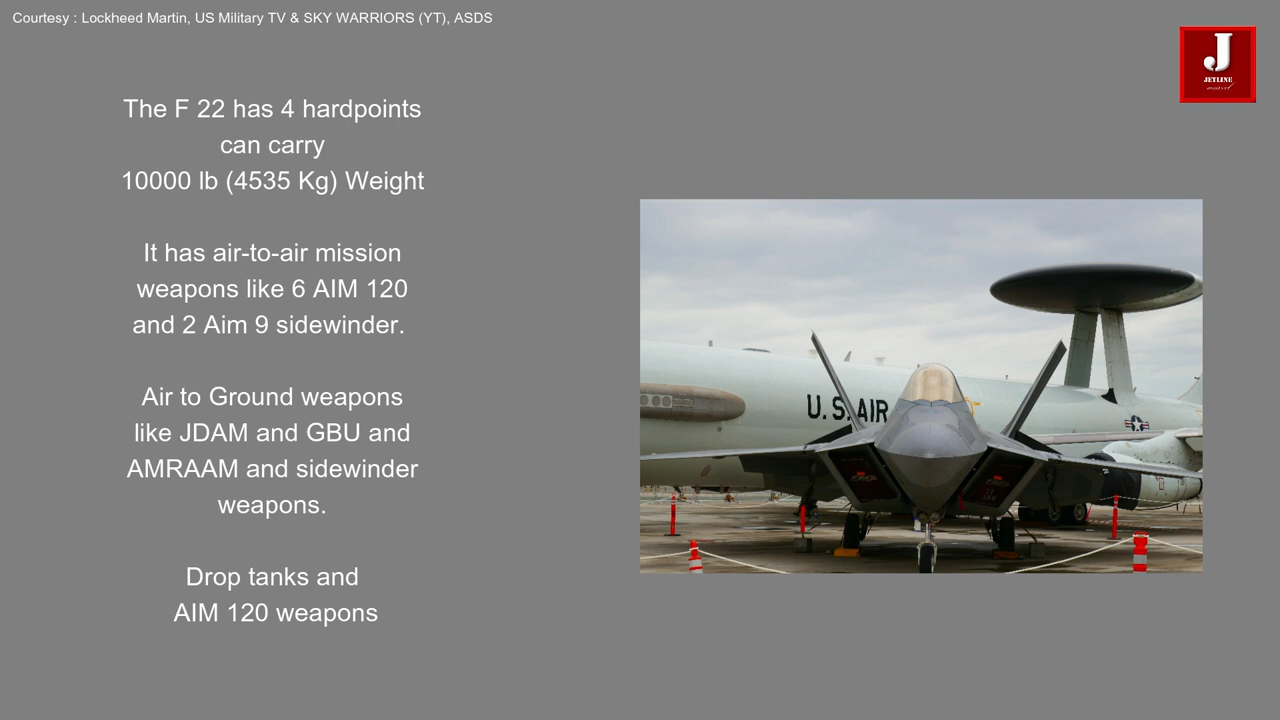 Courtesy : Lockheed Martin, US Military TV & SKY WARRIORS (YT), ASDS
J
JETLINE
The F 22 has 4 hardpoints
can carry
10000 lb (4535 Kg) Weight
It has air-to-air mission
weapons like 6 AIM 120
and 2 Aim 9 sidewinder.
Air to Ground weapons
like JDAM and GBU and
AMRAAM and sidewinder
weapons.
Drop tanks and
AIM 120 weapons
U.S. AIR